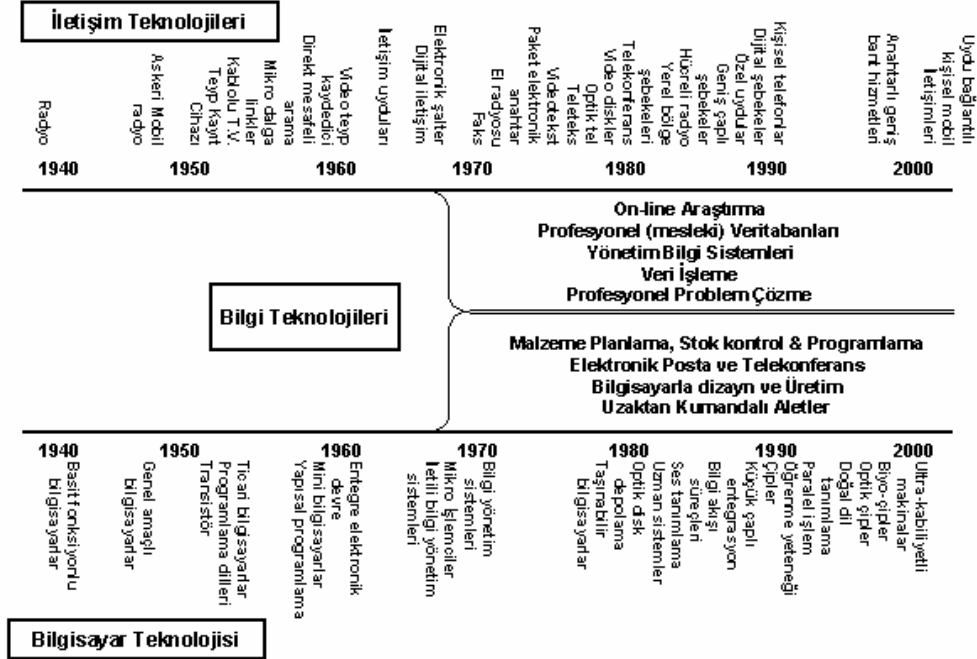 İletişim Teknolojileri
Radyo
Askeri Mobil
radyo
Teyp Kayıt
Cihazı
Kablolu T.V.
Mikro dalga
linkler
Direkt mesafeli
arama
Video teyp
kaydedici
İletişim uyduları
Dijital iletişim
Elektronik şalter
Faks
El radyosu
Paket elektronik
anahtar
Videotekst
Teleteks
Optik tel
Video diskler
Telekonferans
Yerel bölge
şebekeleri
Hücreli radyo
Geniş çaplı
şebekeler
Özel uydular
Dijital şebekeler
Kişisel telefonlar
Anahtarlı geniş
bant hizmetleri
Uydu bağlantılı
kişisel mobil
İletişimleri
1940 1950 1960 1970 1980 1990 2000
On-line Araştırma
Profesyonel (mesleki) Veritabanları
Yönetim Bilgi Sistemleri
Veri İşleme
Profesyonel Problem Çözme
Bilgi Teknolojileri
Malzeme Planlama, Stok kontrol & Programlama
Elektronik Posta ve Telekonferans
Bilgisayarla dizayn ve Üretim
Uzaktan Kumandalı Aletler
1940 1950 1960 1970 1980 1990 2000
Basit fonksiyonlu
bilgisayarlar
Genel amaçlı
bilgisayarlar
Transistör
Programlama dilleri
Ticari bilgisayarlar
Yapısal programlama
Mini bilgisayarlar
Entegre elektronik
devre
İletili bilgi yönetim
sistemleri
Mikro İşlemciler
Bilgi yönetim
sistemleri
Taşınabilir
bilgisayarlar
Optik disk
depolama
Uzman sistemler
Ses tanımlama
süreçleri
Bilgi akışı
Küçük çaplı
entegrasyon
Çipler
Öğrenme yeteneği
Paralel işlem
Doğal dil
tanımlama
Optik çipler
Biyo-çipler
Ultra-kabiliyetli
makinalar
Bilgisayar Teknolojisi